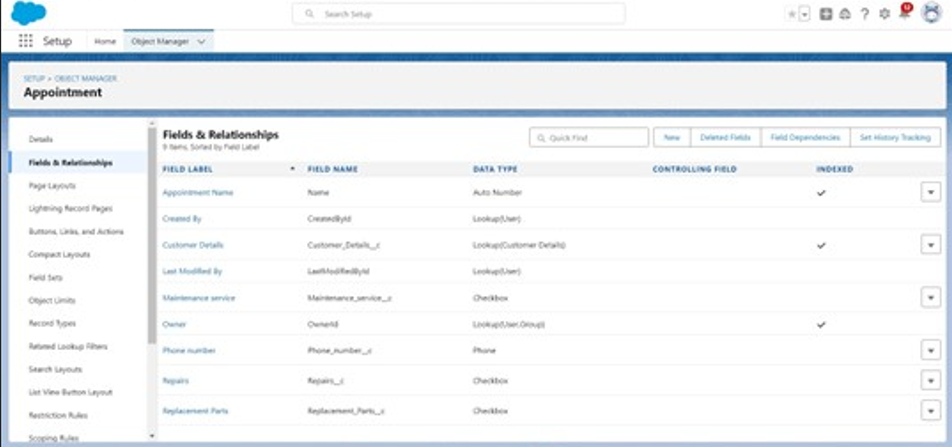 Search Setup
Setup Home Object Manager
SETUP > OBJECT MANAGER
Appointment
Details
Fields & Relationships
Page Layouts
Lightning Record Pages
Buttons, Links, and Actions
Compact Layouts
Field Sets
Object Limits
Record Types
Related Lookup Filters
Search Layouts
List View Button Layout
Restriction Rules
Scoping Rules
Fields & Relationships
9 Items, Sorted by Field Label
Quick Find New Deleted Fields Field Dependencies Set History Tracking
FIELD LABEL FIELD NAME DATA TYPE CONTROLLING FIELD INDEXED
Appointment Name Name Auto Number
Created By CreatedById Lookup(User)
Customer Details Customer_Details__c Lookup(Customer Details)
Last Modified By LastModifiedById Lookup(User)
Maintenance service Maintenance_service__c Checkbox
Owner OwnerId Lookup(User,Group)
Phone number Phone_number__c Phone
Repairs Repairs__c Checkbox
Replacement Parts Replacement_Parts__c Checkbox